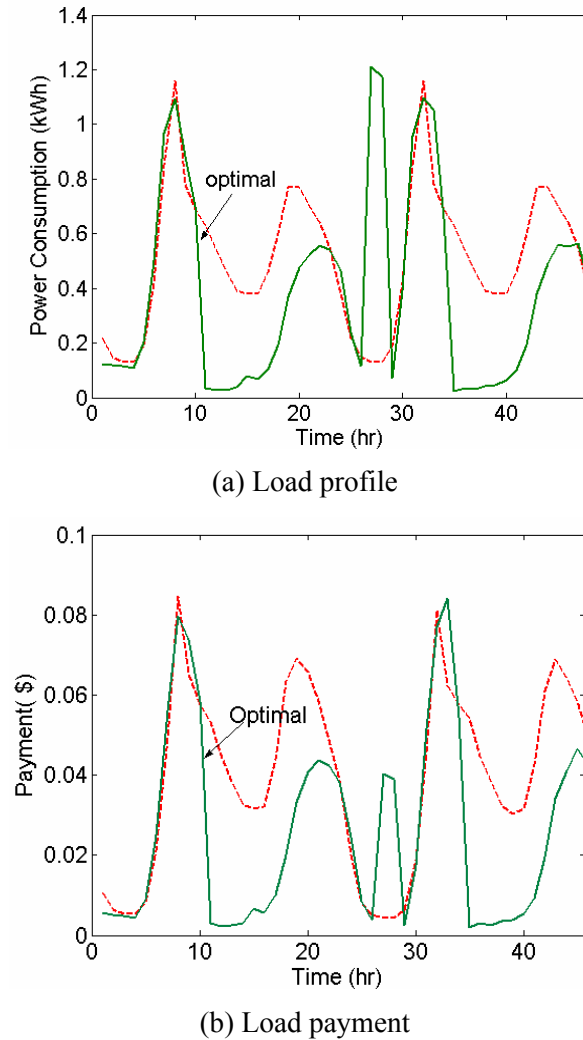 1.4
1.2
1
0.8
0.6
0.4
0.2
0
Power Consumption (kWh)
optimal
0 10 20 30 40
Time (hr)
(a) Load profile
0.1
0.08
0.06
0.04
0.02
0
Payment( $)
Optimal
0 10 20 30 40
Time (hr)
(b) Load payment